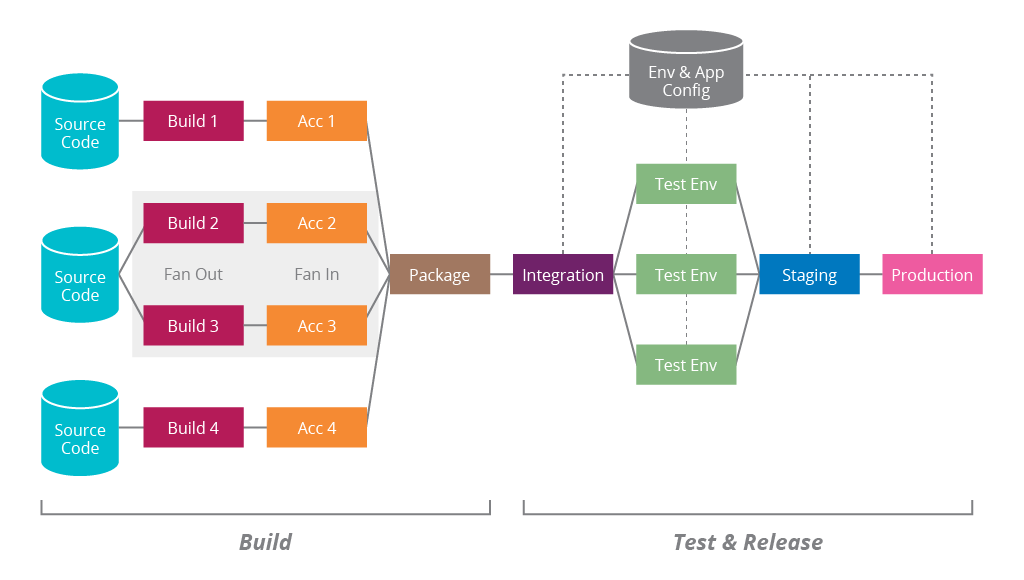 Env & App
Config
Source
Code
Build 1
Acc 1
Test Env
Build 2
Acc 2
Source
Code
Fan Out
Fan In
Package
Integration
Test Env
Staging
Production
Build 3
Acc 3
Test Env
Source
Code
Build 4
Acc 4
Build
Test & Release